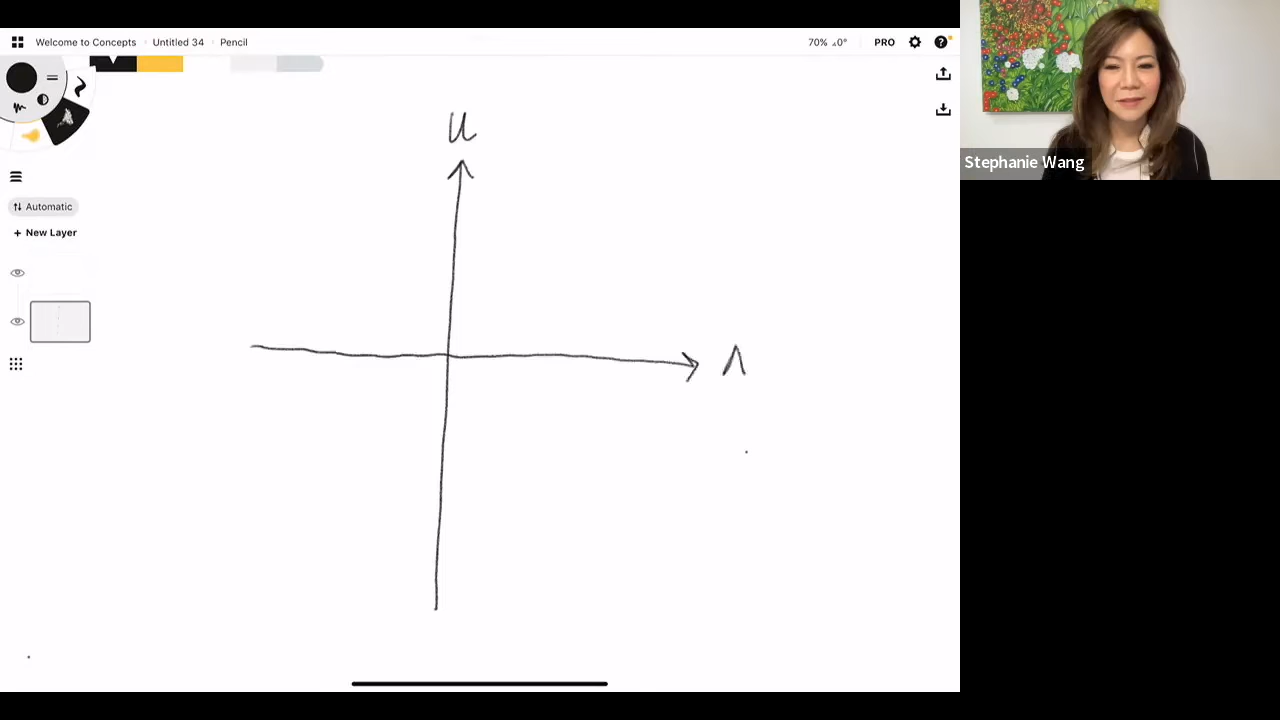 Welcome to Concepts Untitled 34 Pencil
70% ⊿0° PRO
u
Automatic
+ New Layer
Λ
Stephanie Wang